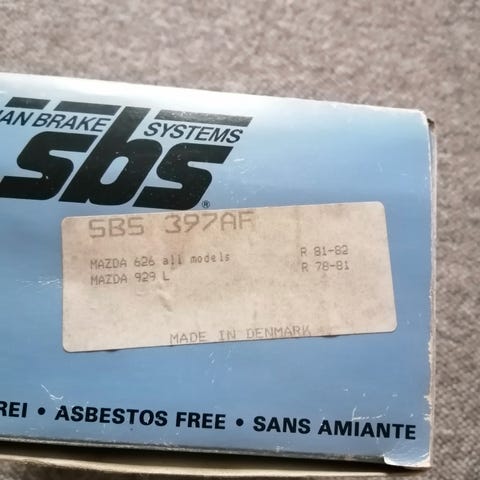 IAN BRAKE SYSTEMS
sbs®
SBS 397AF
MAZDA 626 all models R 81-82
MAZDA 929 L R 78-81
MADE IN DENMARK
REI • ASBESTOS FREE • SANS AMIANTE